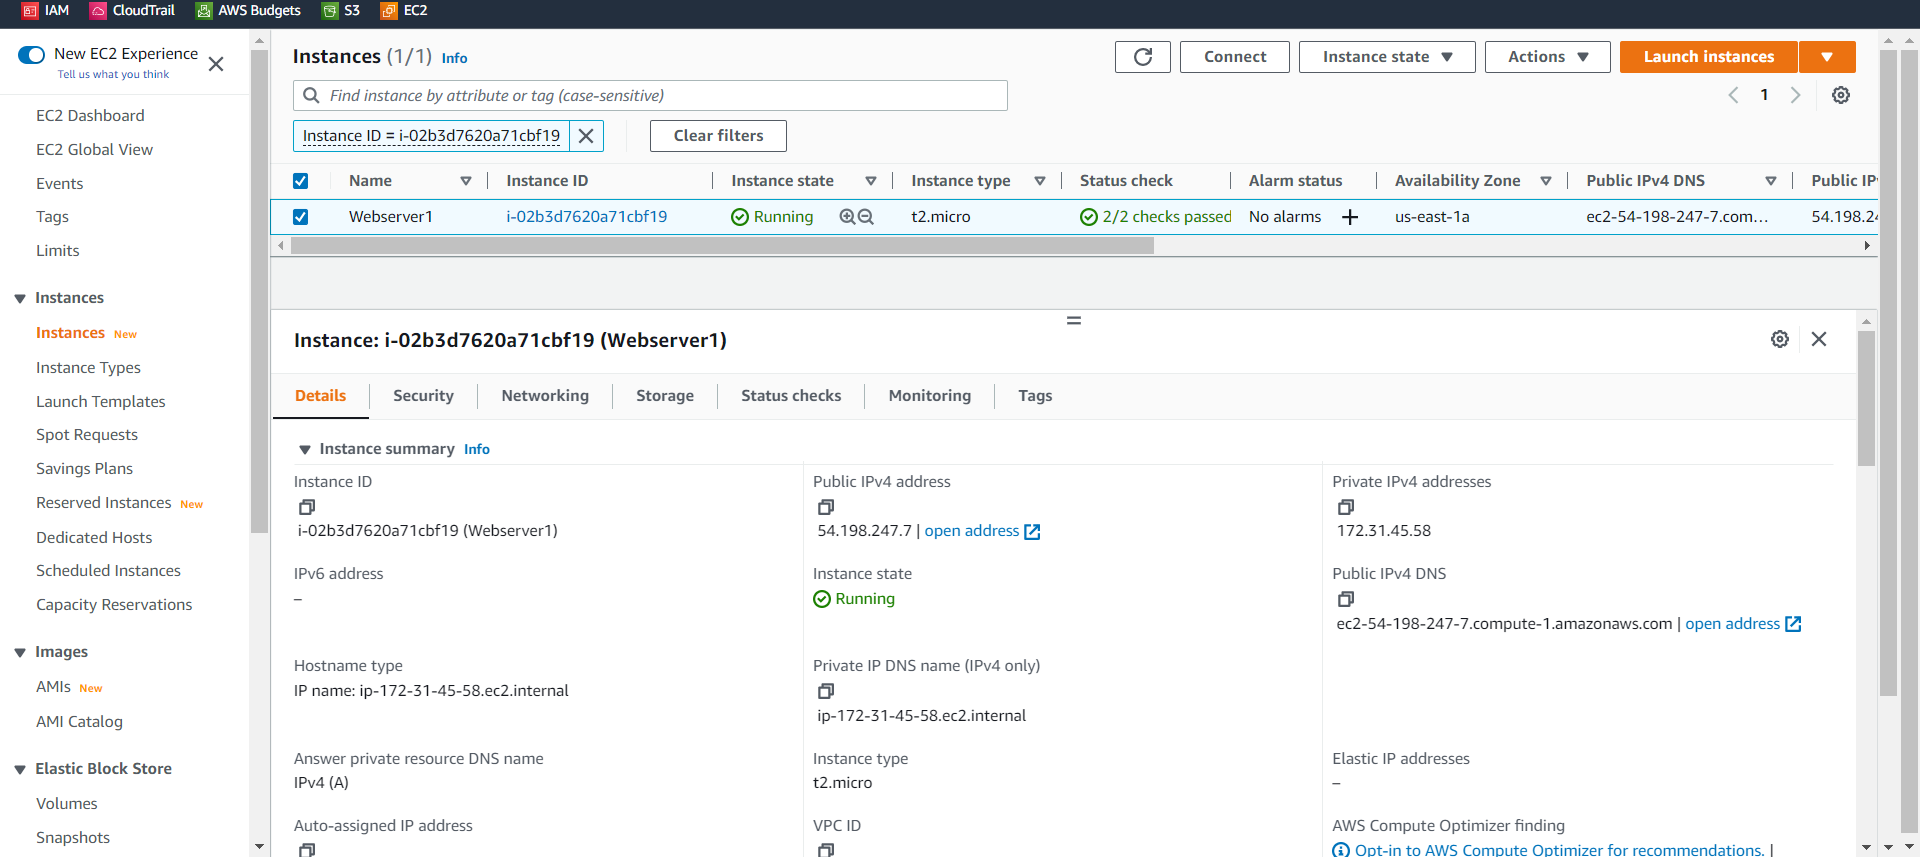 IAM CloudTrail AWS Budgets S3 EC2
New EC2 Experience
Tell us what you think
EC2 Dashboard
EC2 Global View
Events
Tags
Limits
Instances
Instances New
Instance Types
Launch Templates
Spot Requests
Savings Plans
Reserved Instances New
Dedicated Hosts
Scheduled Instances
Capacity Reservations
Images
AMIs New
AMI Catalog
Elastic Block Store
Volumes
Snapshots
Instances (1/1) Info
Connect Instance state Actions Launch instances
Find instance by attribute or tag (case-sensitive)
1
Instance ID = i-02b3d7620a71cbf19 Clear filters
Name Instance ID Instance state Instance type Status check Alarm status Availability Zone Public IPv4 DNS Public IP
Webserver1 i-02b3d7620a71cbf19 Running t2.micro 2/2 checks passed No alarms + us-east-1a ec2-54-198-247-7.com... 54.198.24
Instance: i-02b3d7620a71cbf19 (Webserver1)
Details Security Networking Storage Status checks Monitoring Tags
Instance summary Info
Instance ID
i-02b3d7620a71cbf19 (Webserver1)
Public IPv4 address
54.198.247.7 | open address
Private IPv4 addresses
172.31.45.58
IPv6 address
–
Instance state
Running
Public IPv4 DNS
ec2-54-198-247-7.compute-1.amazonaws.com | open address
Hostname type
IP name: ip-172-31-45-58.ec2.internal
Private IP DNS name (IPv4 only)
ip-172-31-45-58.ec2.internal
Answer private resource DNS name
IPv4 (A)
Instance type
t2.micro
Elastic IP addresses
–
Auto-assigned IP address
VPC ID
AWS Compute Optimizer finding
Opt-in to AWS Compute Optimizer for recommendations. |